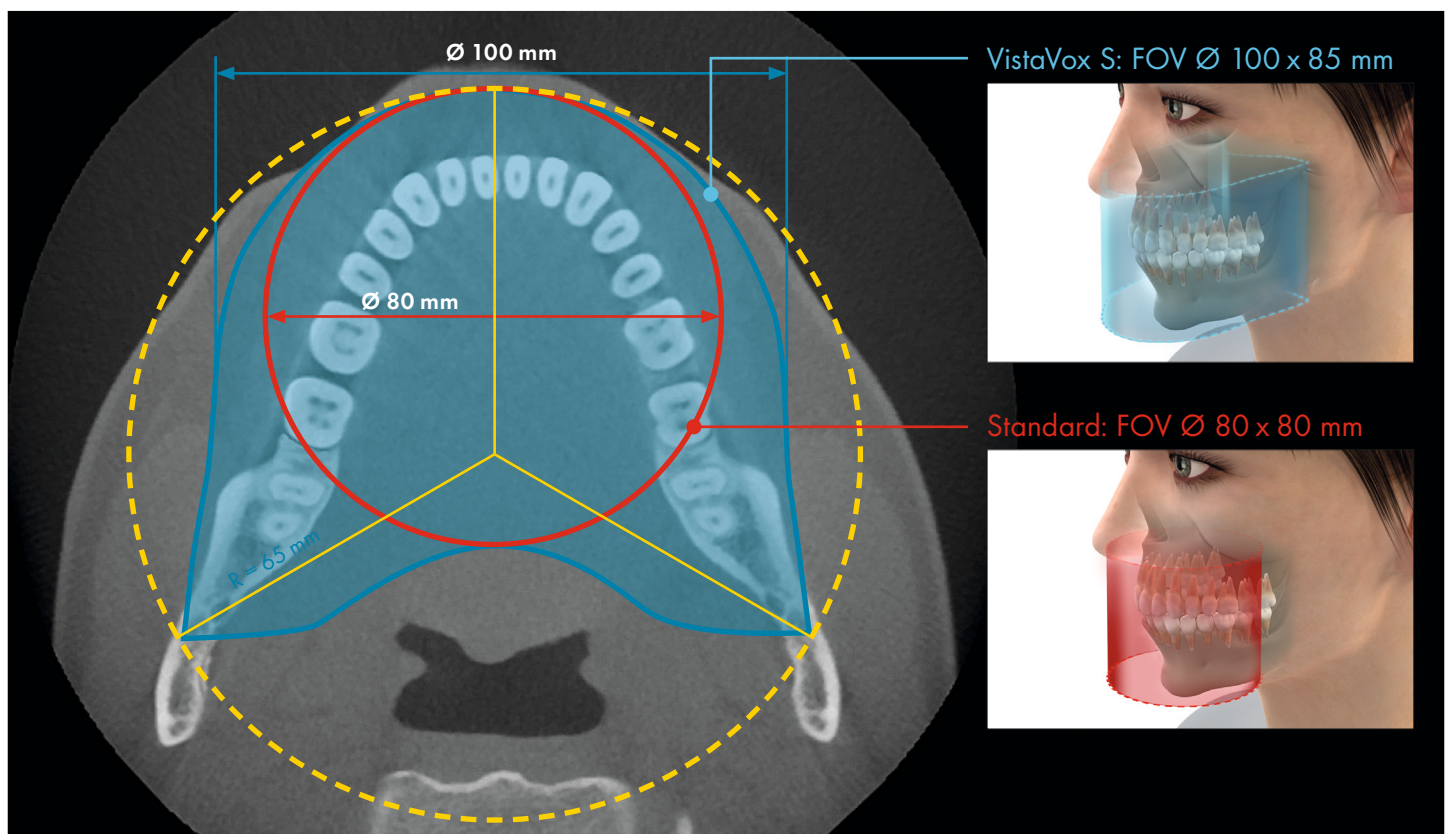 Ø 100 mm
VistaVox S: FOV Ø 100 x 85 mm
Ø 80 mm
Standard: FOV Ø 80 x 80 mm
R = 65 mm